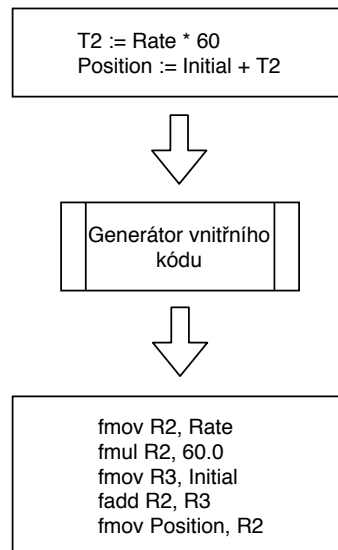 T2 := Rate * 60
Position := Initial + T2
Generátor vnitřního
kódu
fmov R2, Rate
fmul R2, 60.0
fmov R3, Initial
fadd R2, R3
fmov Position, R2